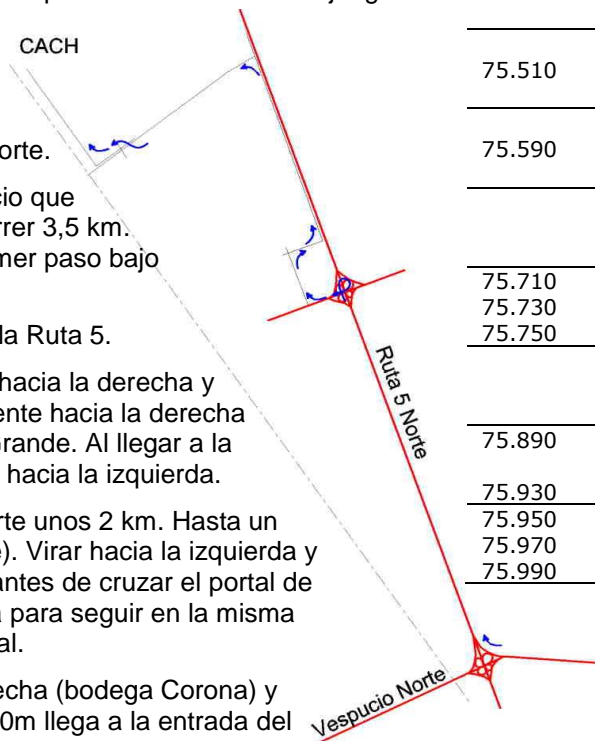 CACH
orte.
cio que
rrer 3,5 km.
mer paso bajo
la Ruta 5.
hacia la derecha y
ente hacia la derecha
Grande. Al llegar a la
hacia la izquierda.
rte unos 2 km. Hasta un
e). Virar hacia la izquierda y
antes de cruzar el portal de
a para seguir en la misma
al.
echa (bodega Corona) y
0m llega a la entrada del
Ruta 5 Norte
Vespucio Norte
75.510
75.590
75.710
75.730
75.750
75.890
75.930
75.950
75.970
75.990